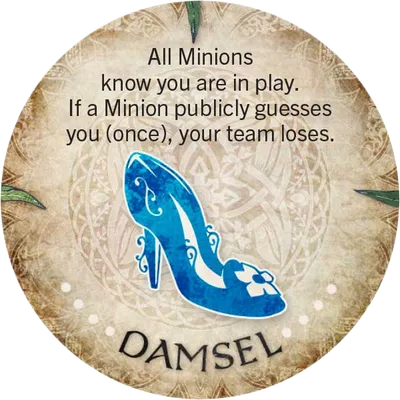 All Minions
know you are in play.
If a Minion publicly guesses
you (once), your team loses.
DAMSEL